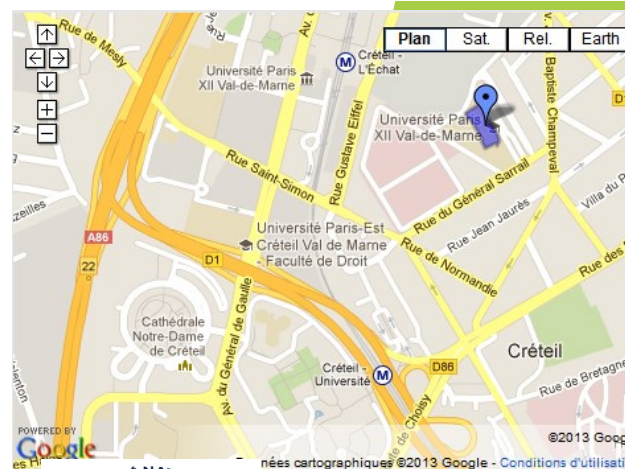 Plan
Sat.
Rel.
Earth
Rue de Mesly
Av. d
Créteil -
L'Échat
Université Paris
XII Val-de-Marne
Rue Gustave Eiffel
Université Paris
XII Val-de-Marne
Baptiste Champeval
D1
Rue Saint-Simon
Rue du Général Sarrail
Villa du P
Rue Jean Jaurès
zeilles
A86
22
D1
Université Paris-Est
Créteil Val de Marne
- Faculté de Droit
Rue de Normandie
Rue des
Av. du Général de Gaulle
Cathédrale
Notre-Dame
de Créteil
Créteil -
Université
D86
Créteil
Rue de Bretagne
te de Choisy
POWERED BY
Google
©2013 Goog
nées cartographiques ©2013 Google - Conditions d'utilisati